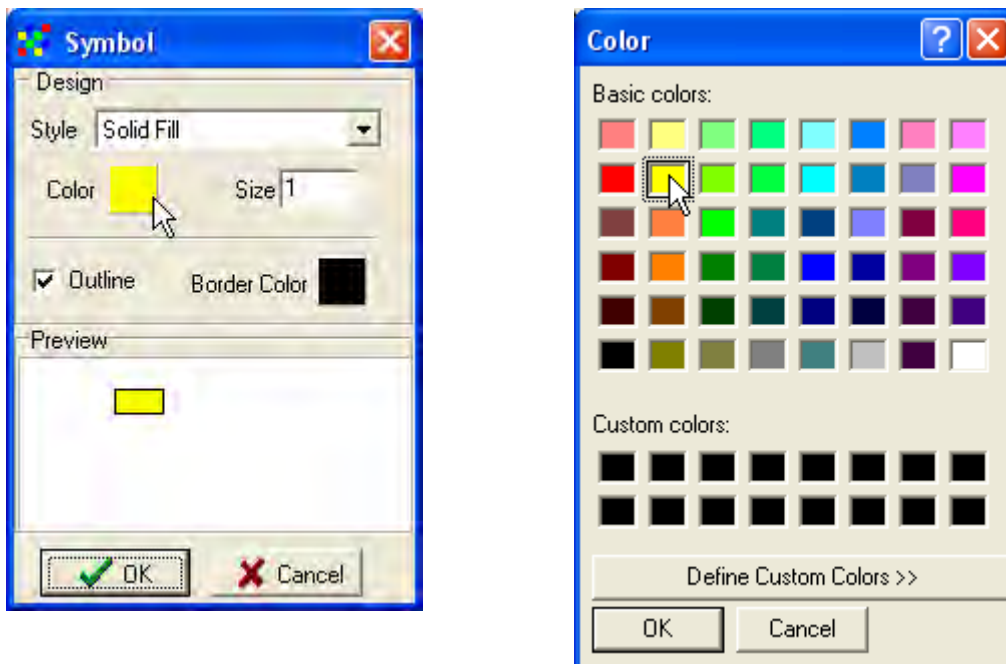 Symbol
Design
Style Solid Fill
Color Size 1
Outline Border Color
Preview
OK Cancel
Color ?
Basic colors:
Custom colors:
Define Custom Colors >>
OK Cancel